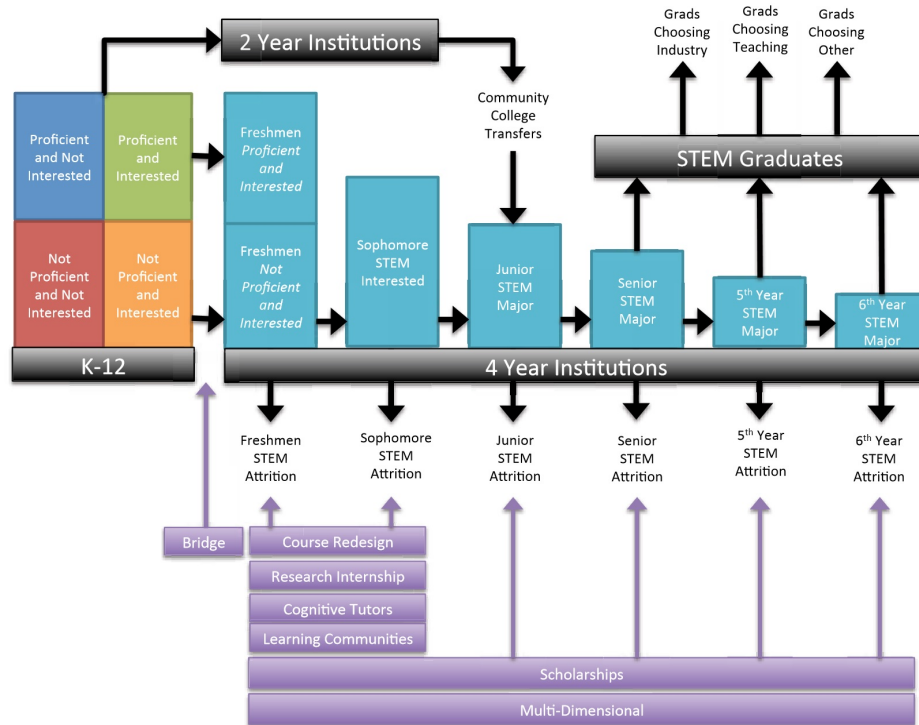 2 Year Institutions
Grads
Choosing
Industry
Grads
Choosing
Teaching
Grads
Choosing
Other
Community
College
Transfers
Proficient
and Not
Interested
Proficient
and
Interested
Freshmen
Proficient
and
Interested
STEM Graduates
Not
Proficient
and Not
Interested
Not
Proficient
and
Interested
Freshmen
Not
Proficient
and
Interested
Sophomore
STEM
Interested
Junior
STEM
Major
Senior
STEM
Major
5th Year
STEM
Major
6th Year
STEM
Major
K-12
4 Year Institutions
Freshmen
STEM
Attrition
Sophomore
STEM
Attrition
Junior
STEM
Attrition
Senior
STEM
Attrition
5th Year
STEM
Attrition
6th Year
STEM
Attrition
Bridge
Course Redesign
Research Internship
Cognitive Tutors
Learning Communities
Scholarships
Multi-Dimensional